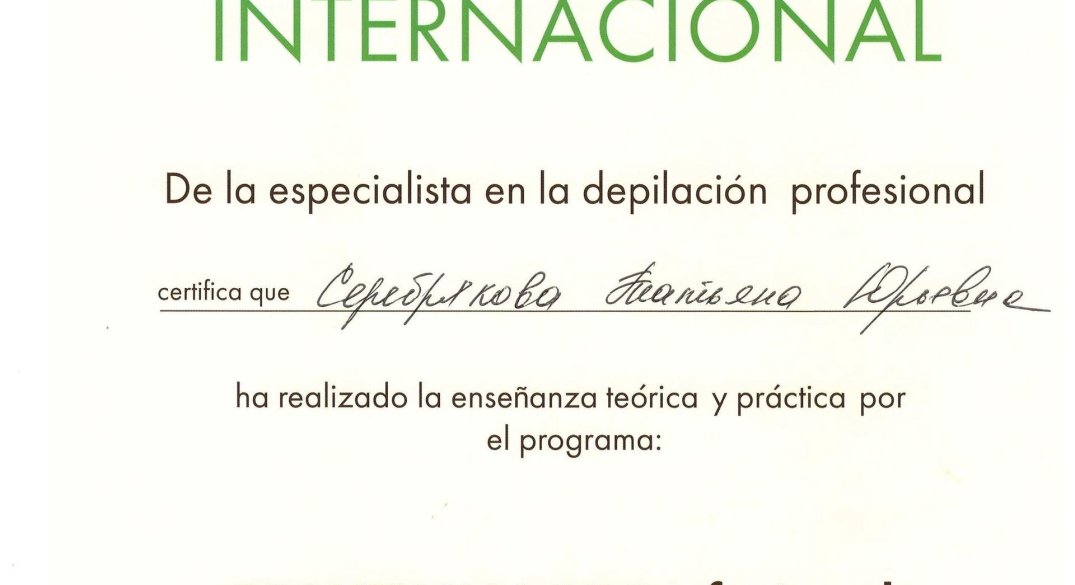 INTERNACIONAL
De la especialista en la depilación profesional
certifica que Серебрякова Татьяна Юрьевна
ha realizado la enseñanza teórica y práctica por
el programa: